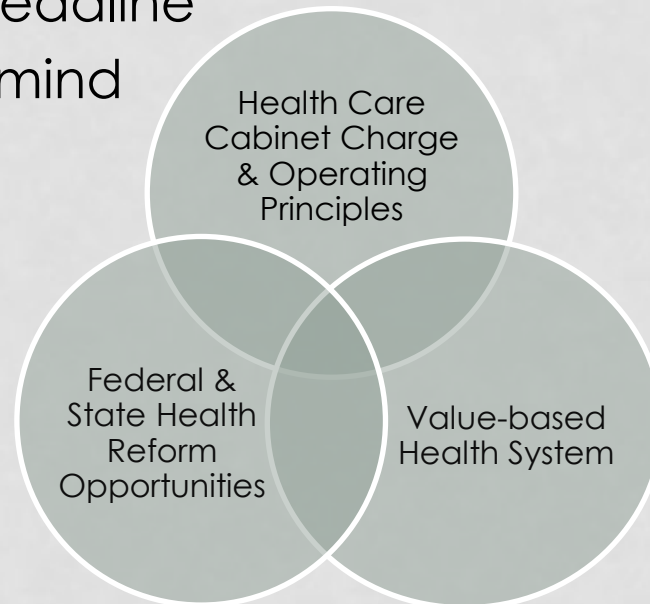 mind
Health Care
Cabinet Charge
& Operating
Principles
Federal &
State Health
Reform
Opportunities
Value-based
Health System